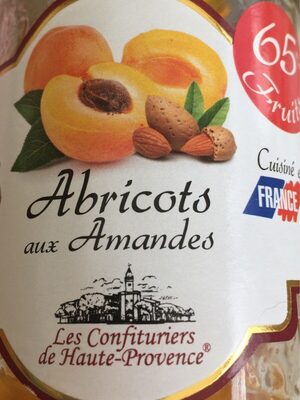 65
Fruit
Cuisiné e
FRANCE
Abricots
aux Amandes
Les Confituriers
de Haute-Provence®